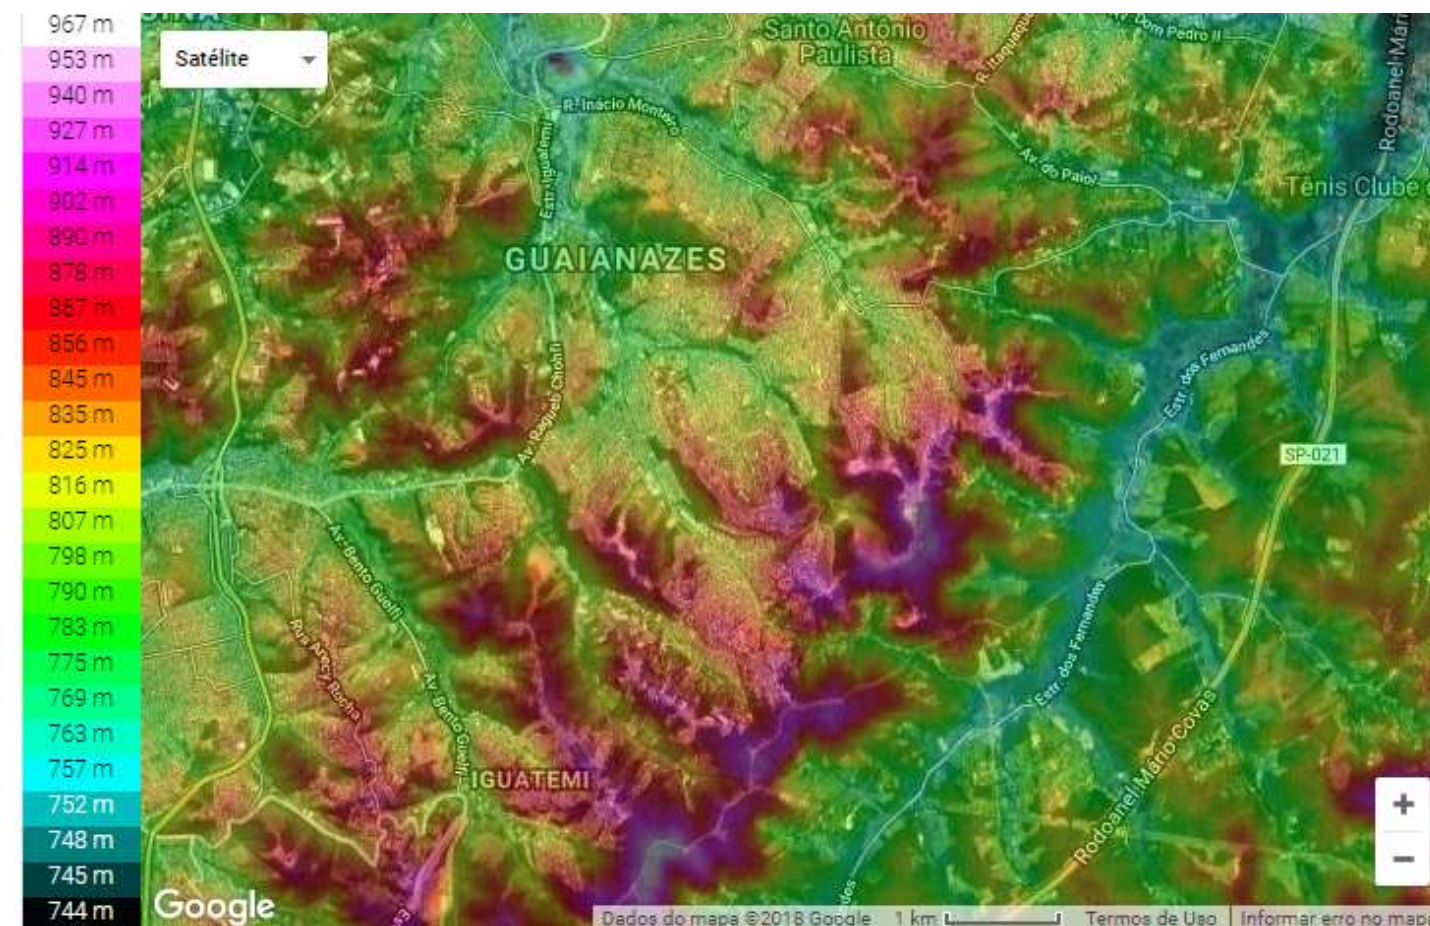 967 m
953 m
940 m
927 m
914 m
902 m
890 m
878 m
867 m
856 m
845 m
835 m
825 m
816 m
807 m
798 m
790 m
783 m
775 m
769 m
763 m
757 m
752 m
748 m
745 m
744 m
Satélite
Santo Antônio
Paulista
Dom Pedro II
R. Itaquaque
Rodoanel Mári
R. Inácio Monteiro
Estr. Iguatemi
Av. do Paiol
Tênis Clube
GUAIANAZES
Estr. dos Fernandes
Av. Ragueb Chohfi
SP-021
Av. Bento Guelfi
Estr. dos Fernandes
Rua Arley Rocha
Av. Bento Guelfi
Rodoanel Mário Covas
IGUATEMI
+
−
des
Google
Dados do mapa ©2018 Google
1 km
Termos de Uso
Informar erro no mapa